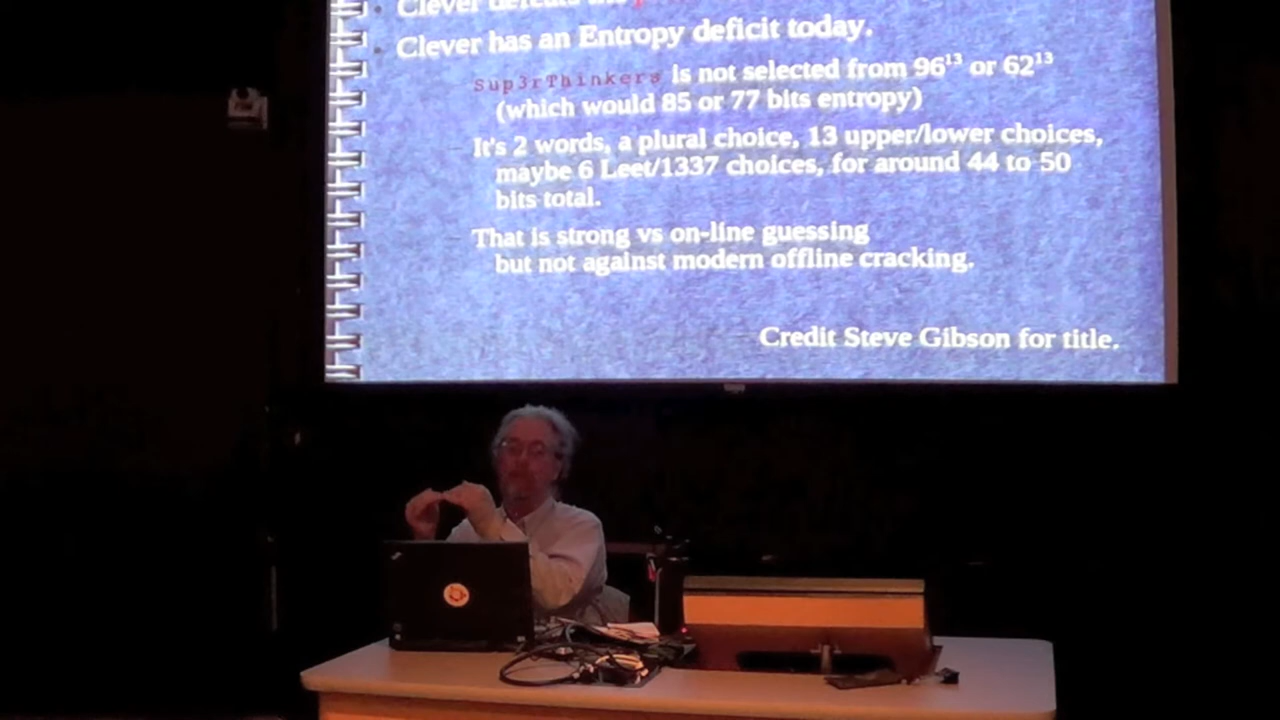 Clever defeats the
Clever has an Entropy deficit today.
Sup3rThinkers is not selected from 96¹³ or 62¹³
(which would 85 or 77 bits entropy)
It's 2 words, a plural choice, 13 upper/lower choices,
maybe 6 Leet/1337 choices, for around 44 to 50
bits total.
That is strong vs on-line guessing
but not against modern offline cracking.
Credit Steve Gibson for title.